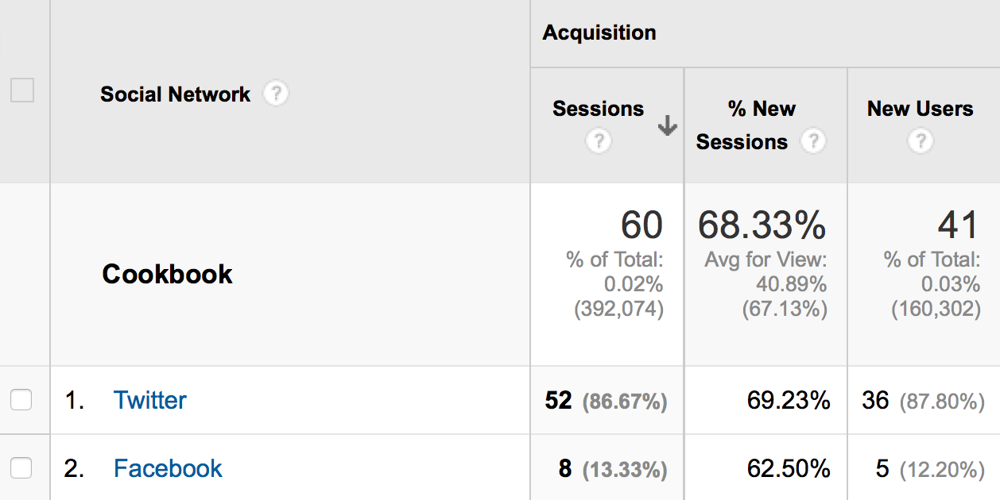 Acquisition
Social Network ?
Sessions ?
% New
Sessions ?
New Users ?
Cookbook
60
% of Total:
0.02%
(392,074)
68.33%
Avg for View:
40.89%
(67.13%)
41
% of Total:
0.03%
(160,302)
1. Twitter 52 (86.67%) 69.23% 36 (87.80%)
2. Facebook 8 (13.33%) 62.50% 5 (12.20%)